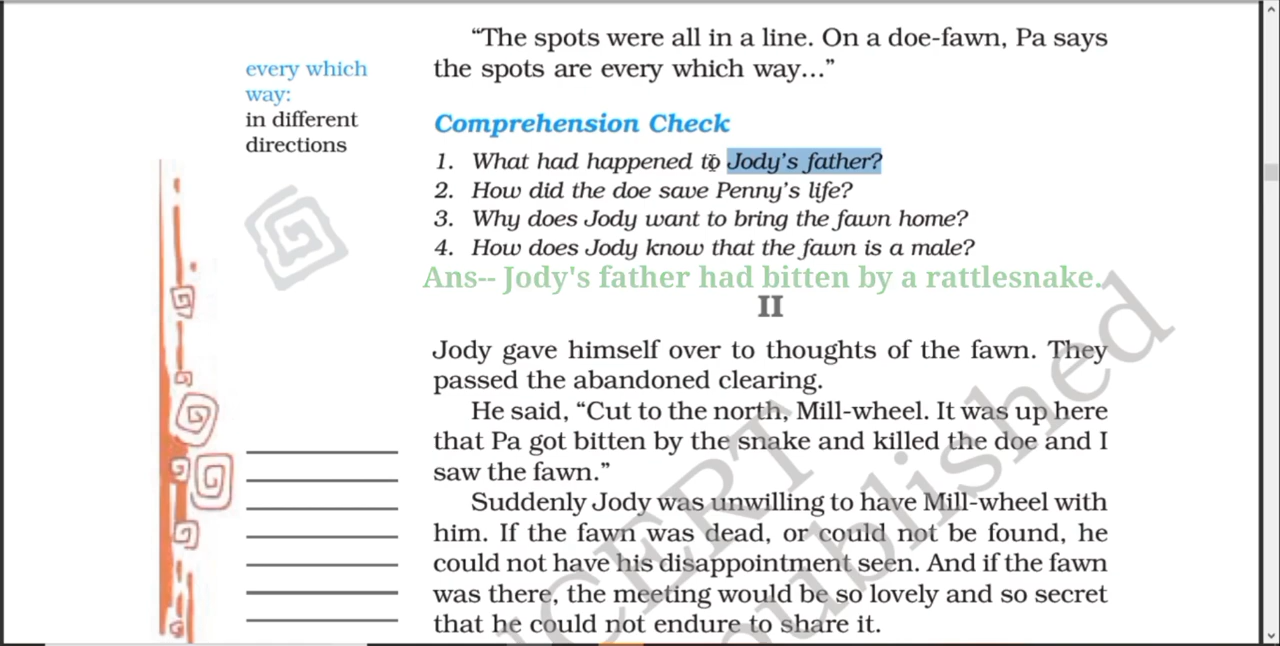 “The spots were all in a line. On a doe-fawn, Pa says
the spots are every which way…”
every which
way:
in different
directions
Comprehension Check
1. What had happened to Jody’s father?
2. How did the doe save Penny’s life?
3. Why does Jody want to bring the fawn home?
4. How does Jody know that the fawn is a male?
Ans-- Jody's father had bitten by a rattlesnake.
II
Jody gave himself over to thoughts of the fawn. They
passed the abandoned clearing.
He said, “Cut to the north, Mill-wheel. It was up here
that Pa got bitten by the snake and killed the doe and I
saw the fawn.”
Suddenly Jody was unwilling to have Mill-wheel with
him. If the fawn was dead, or could not be found, he
could not have his disappointment seen. And if the fawn
was there, the meeting would be so lovely and so secret
that he could not endure to share it.